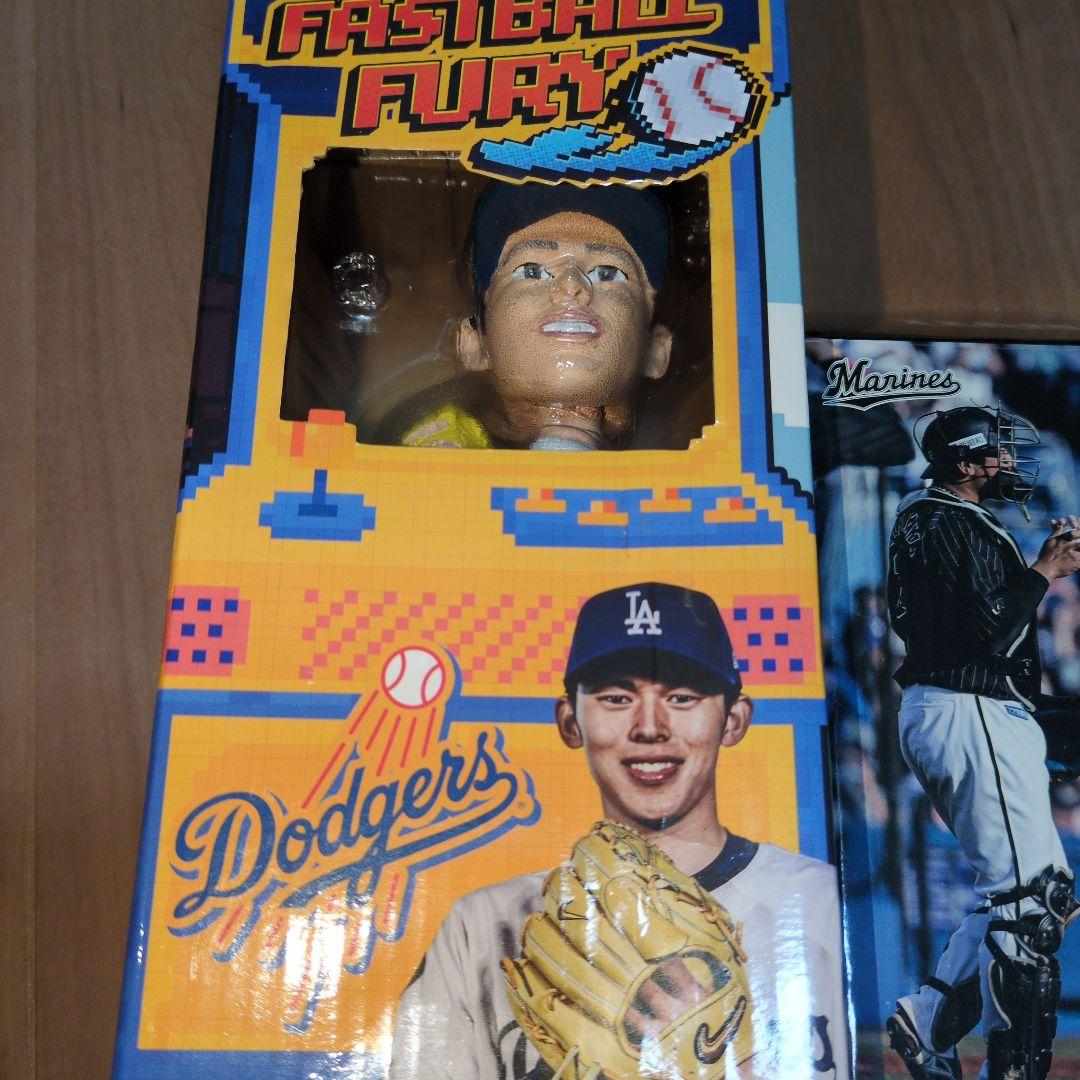 FASTBALL
FURY
Marines
LA
Dodgers